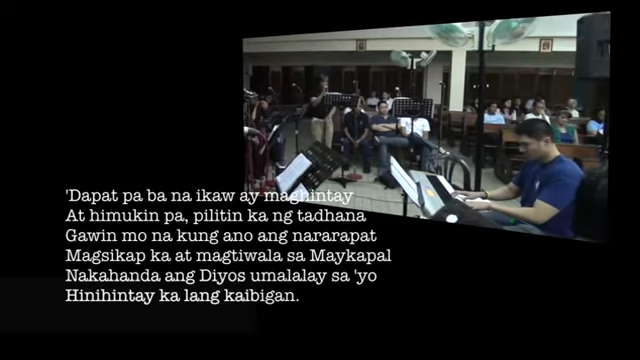 'Dapat pa ba na ikaw ay maghintay
At himukin pa, pilitin ka ng tadhana
Gawin mo na kung ano ang nararapat
Magsikap ka at magtiwala sa Maykapal
Nakahanda ang Diyos umalalay sa 'yo
Hinihintay ka lang kaibigan.